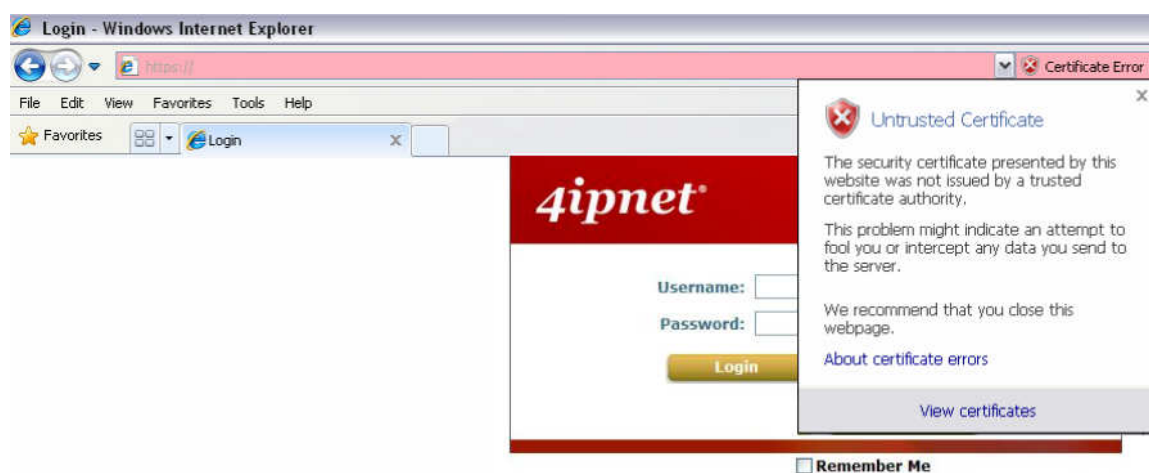 Login - Windows Internet Explorer
https://
Certificate Error
File Edit View Favorites Tools Help
Favorites
Login
Untrusted Certificate
The security certificate presented by this
website was not issued by a trusted
certificate authority.
This problem might indicate an attempt to
fool you or intercept any data you send to
the server.
We recommend that you close this
webpage.
About certificate errors
View certificates
4ipnet
Username:
Password:
Login
Remember Me